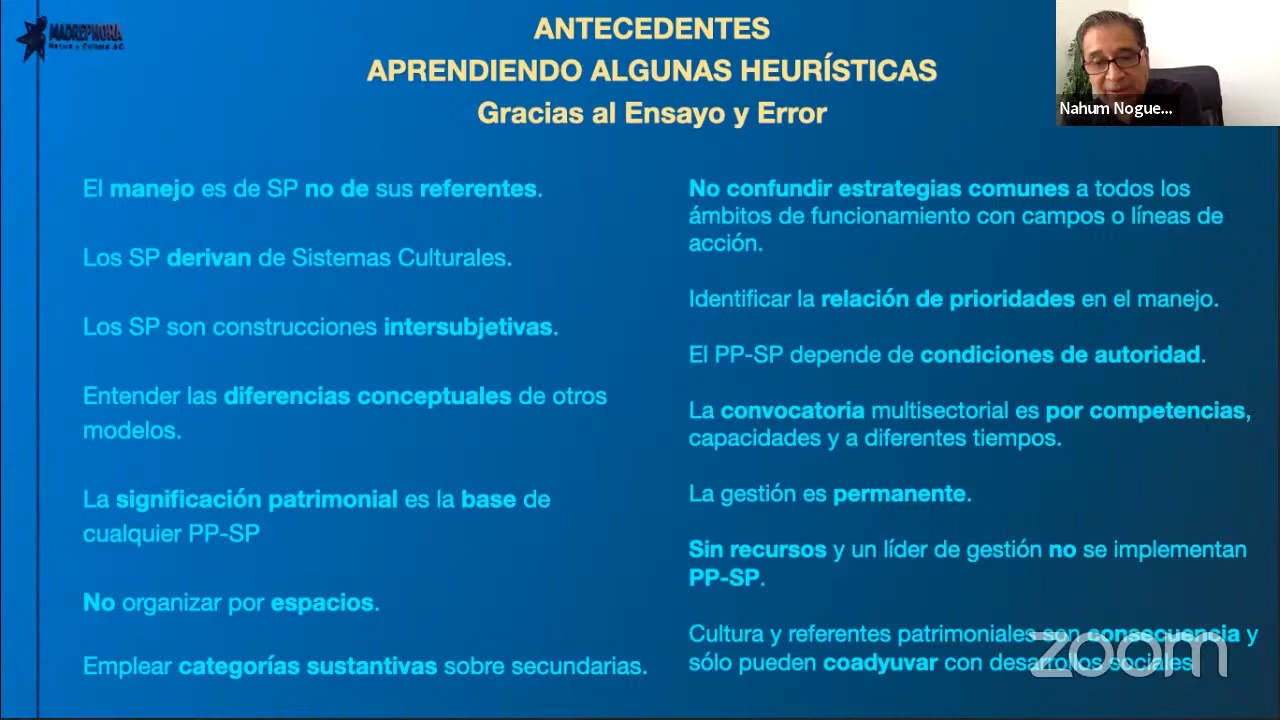 MADREPHORA
Natura y Cultura AC
ANTECEDENTES
APRENDIENDO ALGUNAS HEURÍSTICAS
Gracias al Ensayo y Error
Nahum Nogue...
El manejo es de SP no de sus referentes.
Los SP derivan de Sistemas Culturales.
Los SP son construcciones intersubjetivas.
Entender las diferencias conceptuales de otros
modelos.
La significación patrimonial es la base de
cualquier PP-SP
No organizar por espacios.
Emplear categorías sustantivas sobre secundarias.
No confundir estrategias comunes a todos los
ámbitos de funcionamiento con campos o líneas de
acción.
Identificar la relación de prioridades en el manejo.
El PP-SP depende de condiciones de autoridad.
La convocatoria multisectorial es por competencias,
capacidades y a diferentes tiempos.
La gestión es permanente.
Sin recursos y un líder de gestión no se implementan
PP-SP.
Cultura y referentes patrimoniales son consecuencia y
sólo pueden coadyuvar con desarrollos sociales
zoom